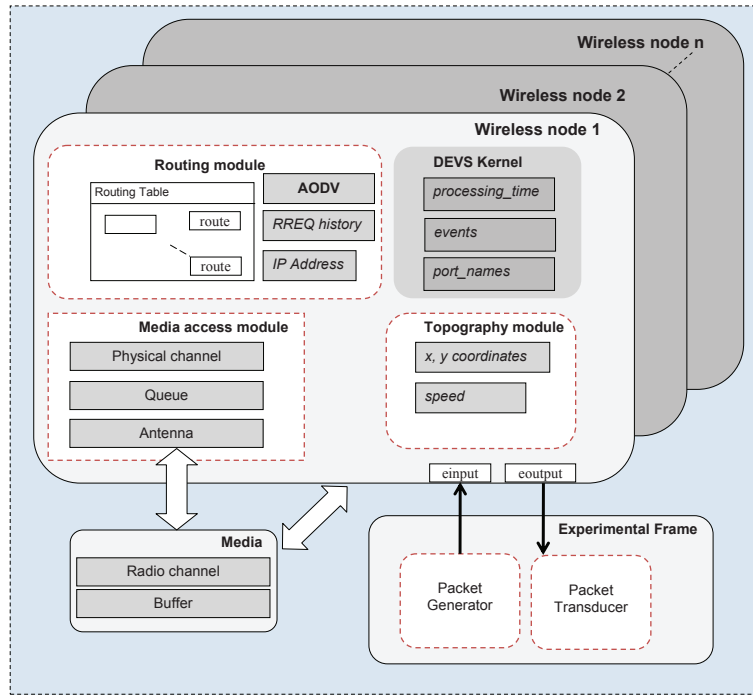 Wireless node n
Wireless node 2
Wireless node 1
Routing module
Routing Table
route
route
AODV
RREQ history
IP Address
DEVS Kernel
processing_time
events
port_names
Media access module
Physical channel
Queue
Antenna
Topography module
x, y coordinates
speed
einput
eoutput
Media
Radio channel
Buffer
Experimental Frame
Packet
Generator
Packet
Transducer